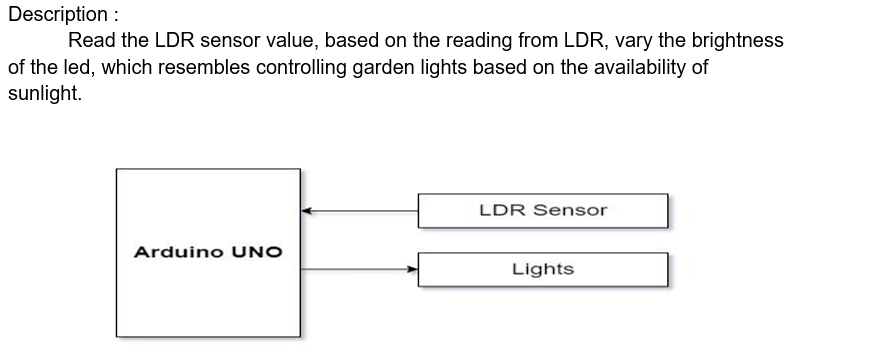 Description :
Read the LDR sensor value, based on the reading from LDR, vary the brightness
of the led, which resembles controlling garden lights based on the availability of
sunlight.
LDR Sensor
Arduino UNO
Lights